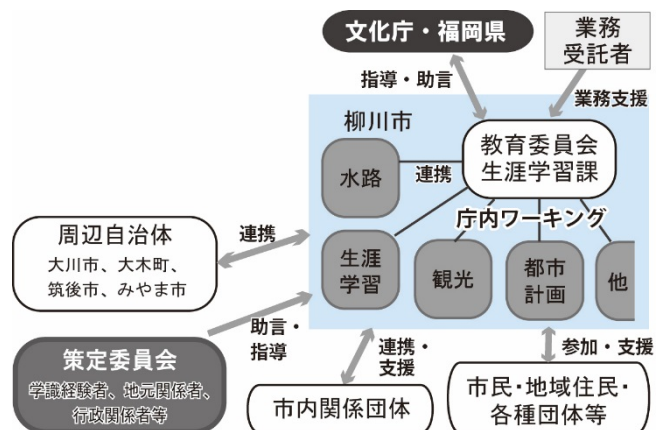 文化庁・福岡県
業務
受託者
指導・助言
業務支援
柳川市
教育委員会
生涯学習課
水路
連携
庁内ワーキング
周辺自治体
大川市、大木町、
筑後市、みやま市
連携
生涯
学習
観光
都市
計画
他
助言・
指導
策定委員会
学識経験者、地元関係者、
行政関係者等
連携・
支援
参加・支援
市内関係団体
市民・地域住民・
各種団体等